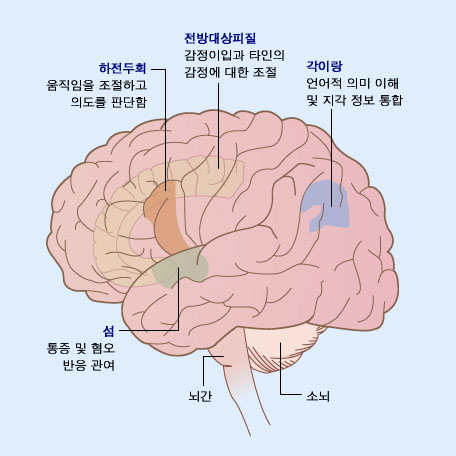 전방대상피질
감정이입과 타인의
감정에 대한 조절
하전두회
움직임을 조절하고
의도를 판단함
각이랑
언어적 의미 이해
및 지각 정보 통합
섬
통증 및 혐오
반응 관여
뇌간
소뇌